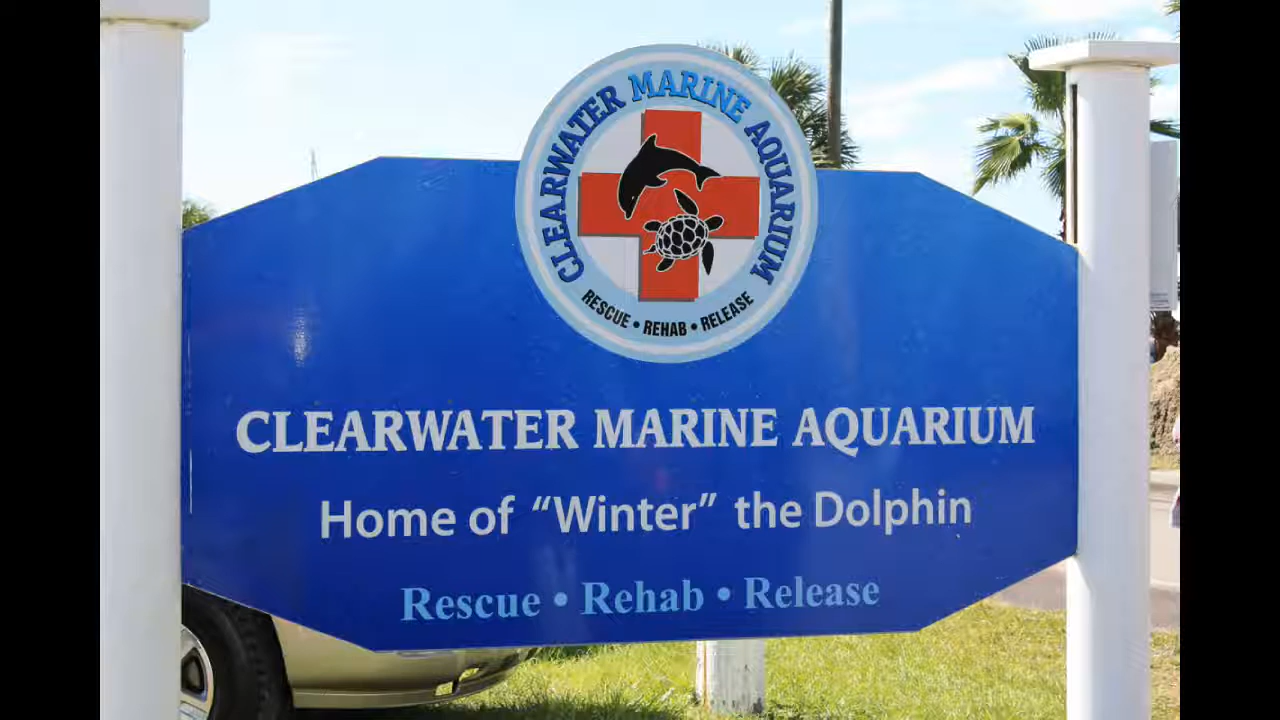 CLEARWATER MARINE AQUARIUM
RESCUE • REHAB • RELEASE
CLEARWATER MARINE AQUARIUM
Home of “Winter” the Dolphin
Rescue • Rehab • Release